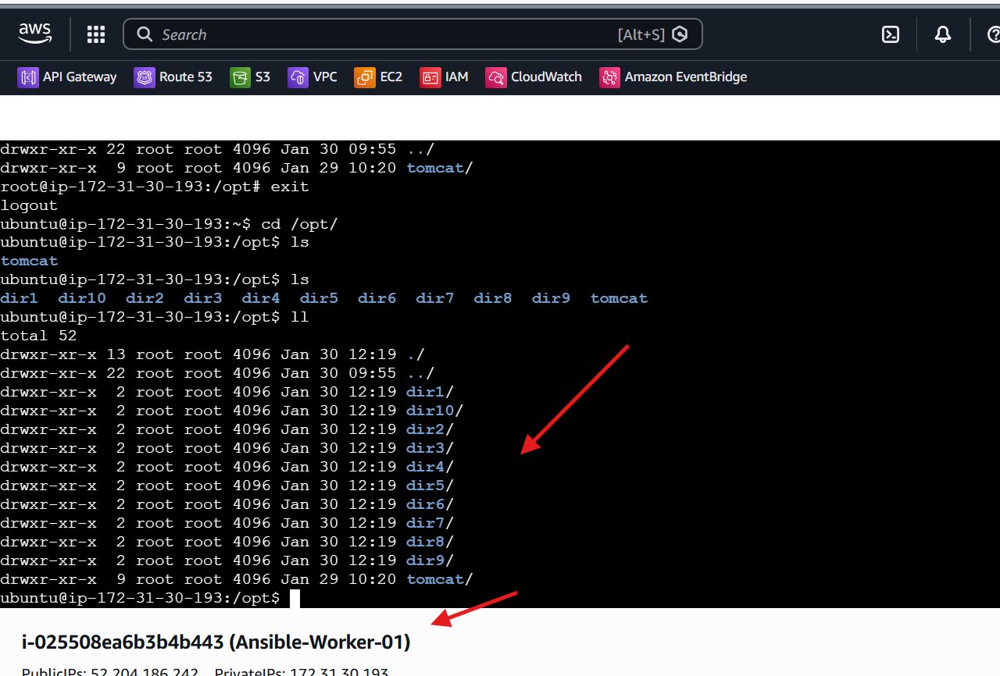 aws Search [Alt+S]
API Gateway Route 53 S3 VPC EC2 IAM CloudWatch Amazon EventBridge
drwxr-xr-x 22 root root 4096 Jan 30 09:55 ../
drwxr-xr-x  9 root root 4096 Jan 29 10:20 tomcat/
root@ip-172-31-30-193:/opt# exit
logout
ubuntu@ip-172-31-30-193:~$ cd /opt/
ubuntu@ip-172-31-30-193:/opt$ ls
tomcat
ubuntu@ip-172-31-30-193:/opt$ ls
dir1  dir10  dir2  dir3  dir4  dir5  dir6  dir7  dir8  dir9  tomcat
ubuntu@ip-172-31-30-193:/opt$ ll
total 52
drwxr-xr-x 13 root root 4096 Jan 30 12:19 ./
drwxr-xr-x 22 root root 4096 Jan 30 09:55 ../
drwxr-xr-x  2 root root 4096 Jan 30 12:19 dir1/
drwxr-xr-x  2 root root 4096 Jan 30 12:19 dir10/
drwxr-xr-x  2 root root 4096 Jan 30 12:19 dir2/
drwxr-xr-x  2 root root 4096 Jan 30 12:19 dir3/
drwxr-xr-x  2 root root 4096 Jan 30 12:19 dir4/
drwxr-xr-x  2 root root 4096 Jan 30 12:19 dir5/
drwxr-xr-x  2 root root 4096 Jan 30 12:19 dir6/
drwxr-xr-x  2 root root 4096 Jan 30 12:19 dir7/
drwxr-xr-x  2 root root 4096 Jan 30 12:19 dir8/
drwxr-xr-x  2 root root 4096 Jan 30 12:19 dir9/
drwxr-xr-x  9 root root 4096 Jan 29 10:20 tomcat/
ubuntu@ip-172-31-30-193:/opt$
i-025508ea6b3b4b443 (Ansible-Worker-01)
PublicIPs: 52.204.186.242 PrivateIPs: 172.31.30.193